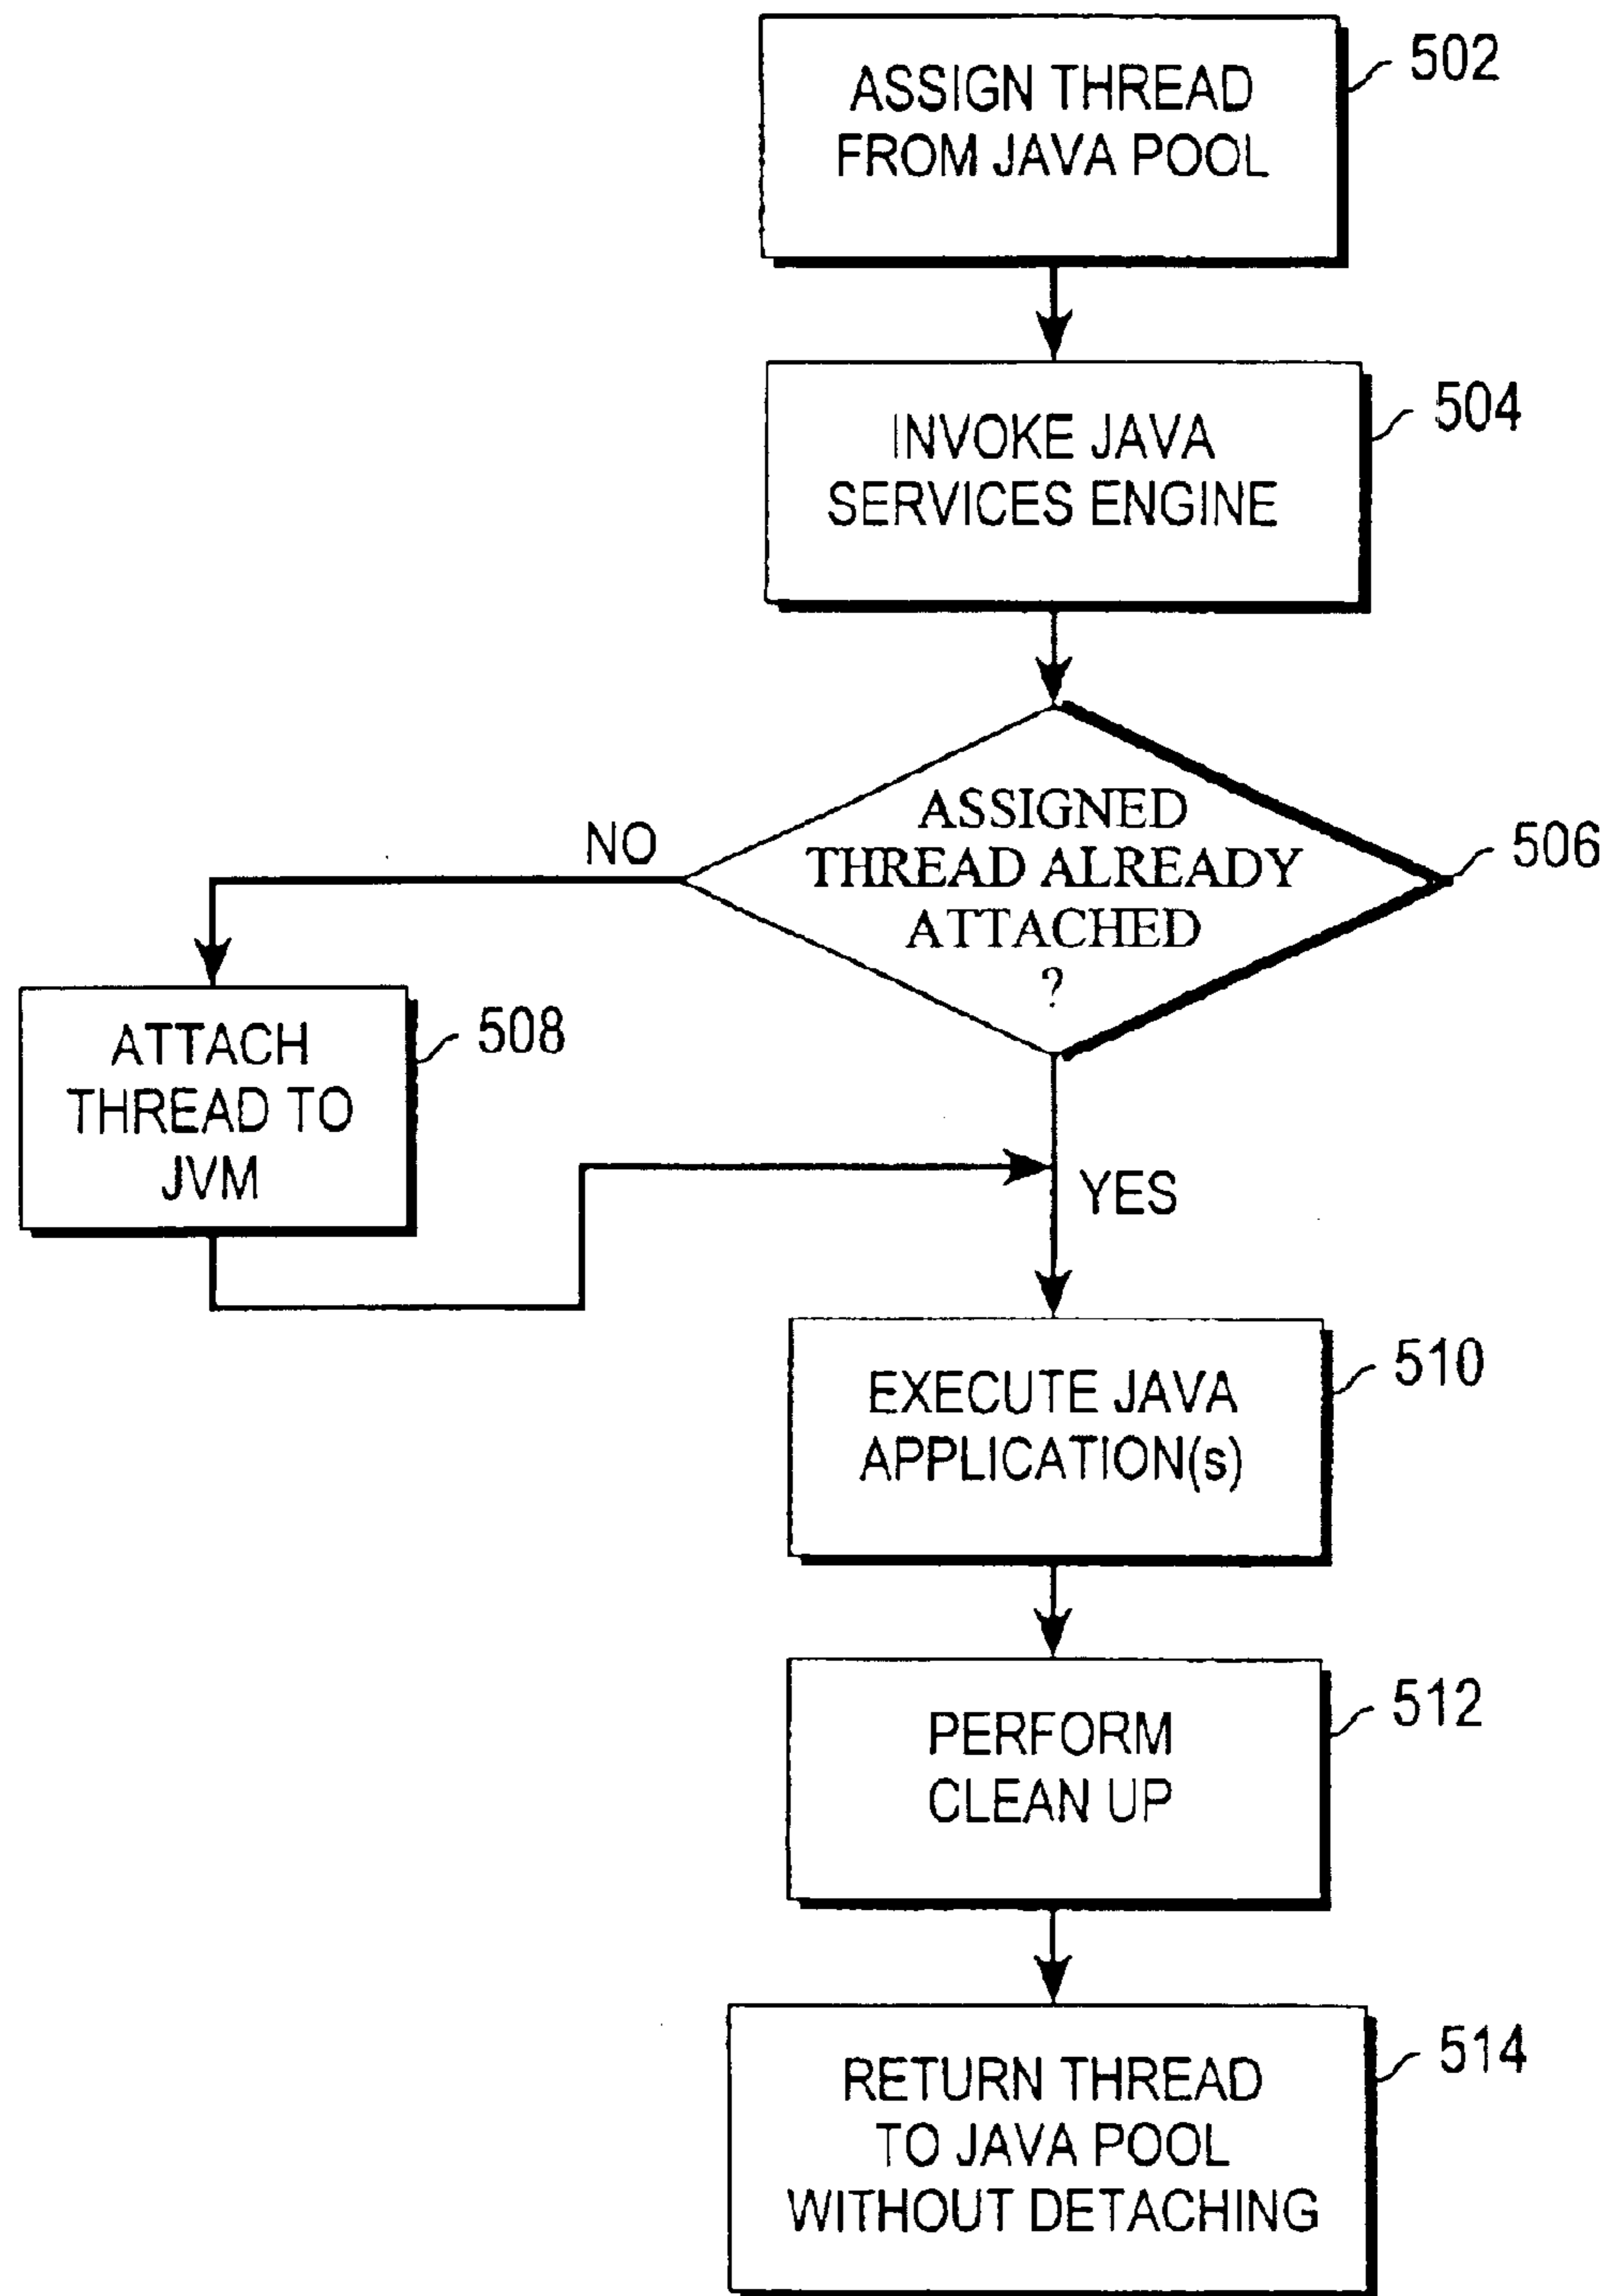 ASSIGN THREAD
FROM JAVA POOL
502
INVOKE JAVA
SERVICES ENGINE
504
ASSIGNED
THREAD ALREADY
ATTACHED
?
506
NO
ATTACH
THREAD TO
JVM
508
YES
EXECUTE JAVA
APPLICATION(s)
510
PERFORM
CLEAN UP
512
RETURN THREAD
TO JAVA POOL
WITHOUT DETACHING
514